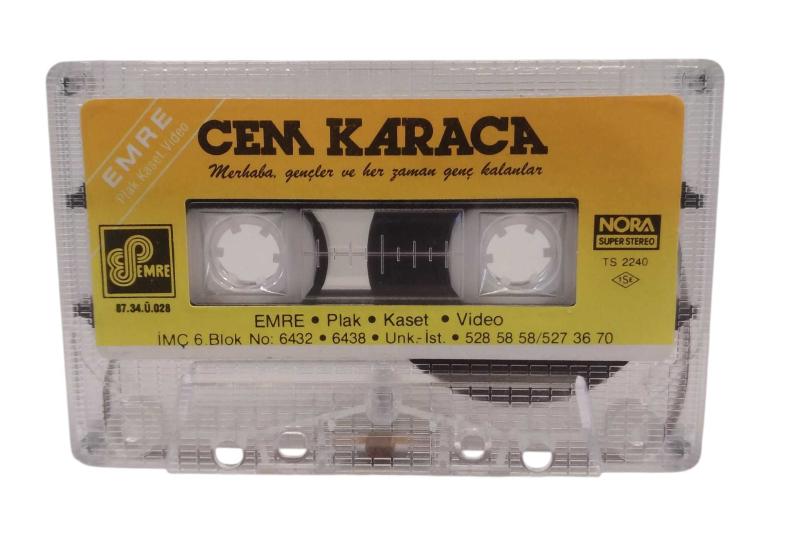 EMRE
Plak Kaset Video
CEM KARACA
Merhaba, gençler ve her zaman genç kalanlar
EMRE
87.34.Ü.028
NORA
SUPER STEREO
TS 2240
TSE
EMRE • Plak • Kaset • Video
İMÇ 6.Blok No: 6432 • 6438 • Unk.-İst. • 528 58 58/527 36 70